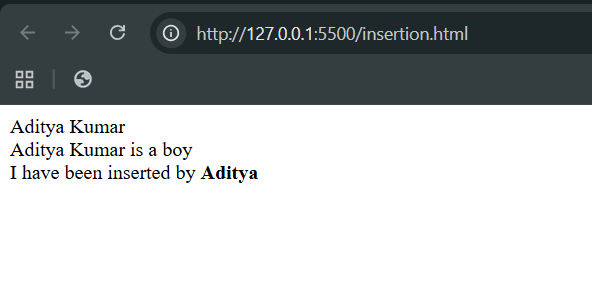 http://127.0.0.1:5500/insertion.html
Aditya Kumar
Aditya Kumar is a boy
I have been inserted by Aditya